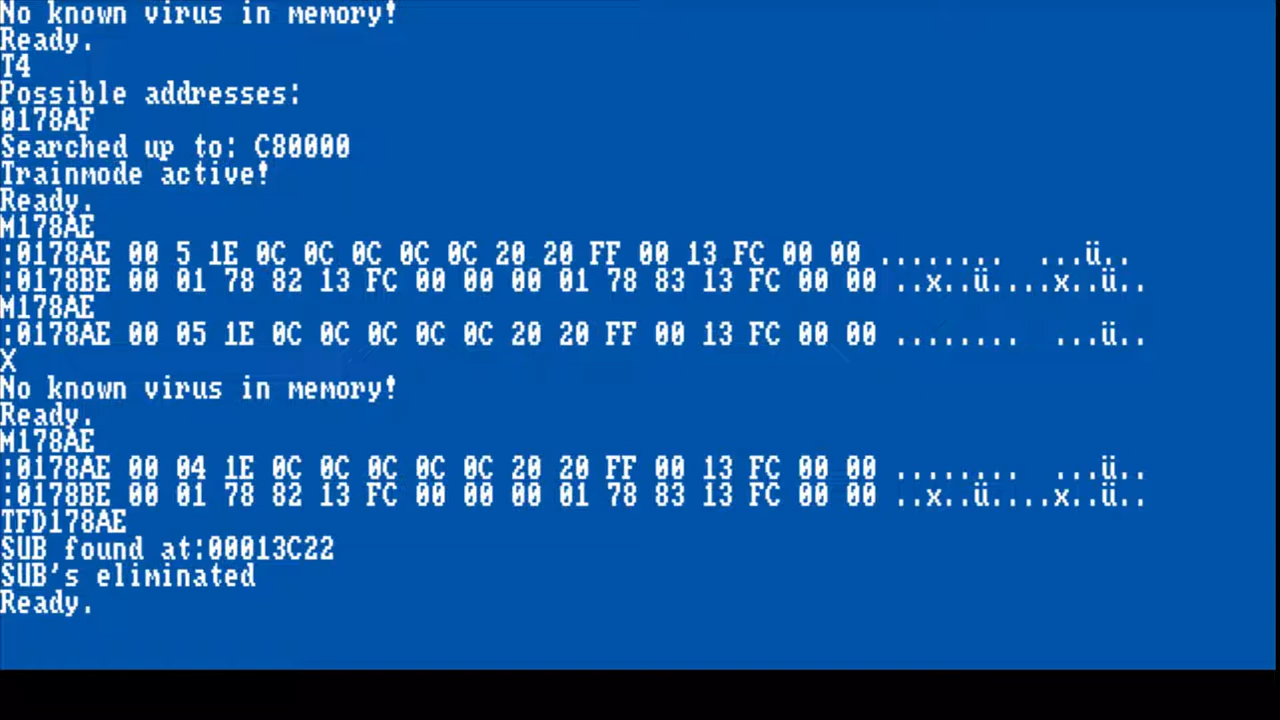 No known virus in memory!
Ready.
T4
Possible addresses:
0178AF
Searched up to: C80000
Trainmode active!
Ready.
M178AE
:0178AE 00 5 1E 0C 0C 0C 0C 0C 20 20 FF 00 13 FC 00 00 ........  ...ü..
:0178BE 00 01 78 82 13 FC 00 00 00 01 78 83 13 FC 00 00 ..x..ü....x..ü..
M178AE
:0178AE 00 05 1E 0C 0C 0C 0C 0C 20 20 FF 00 13 FC 00 00 ........  ...ü..
X
No known virus in memory!
Ready.
M178AE
:0178AE 00 04 1E 0C 0C 0C 0C 0C 20 20 FF 00 13 FC 00 00 ........  ...ü..
:0178BE 00 01 78 82 13 FC 00 00 00 01 78 83 13 FC 00 00 ..x..ü....x..ü..
TFD178AE
SUB found at:00013C22
SUB's eliminated
Ready.